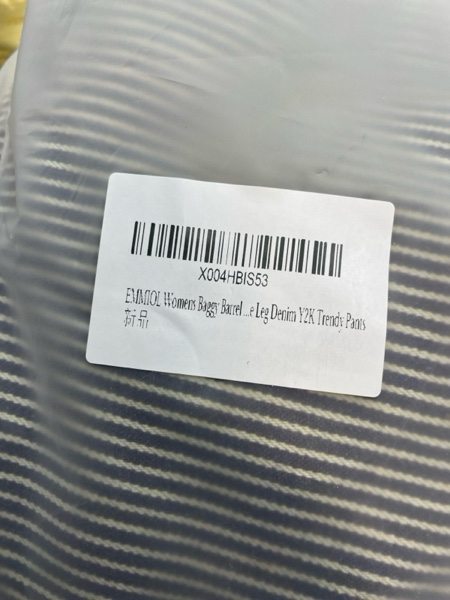 X004HBIS53
EMMIOL Womens Baggy Barrel ...e Leg Denim Y2K Trendy Pants
新品